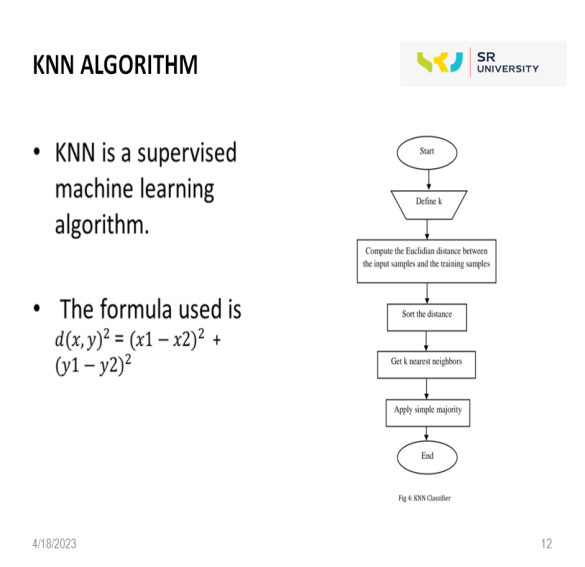 KNN ALGORITHM
SR
UNIVERSITY
• KNN is a supervised
machine learning
algorithm.
• The formula used is
d(x, y)² = (x1 − x2)² +
(y1 − y2)²
Start
Define k
Compute the Euclidian distance between
the input samples and the training samples
Sort the distance
Get k nearest neighbors
Apply simple majority
End
Fig 4: KNN Classifier
4/18/2023
12